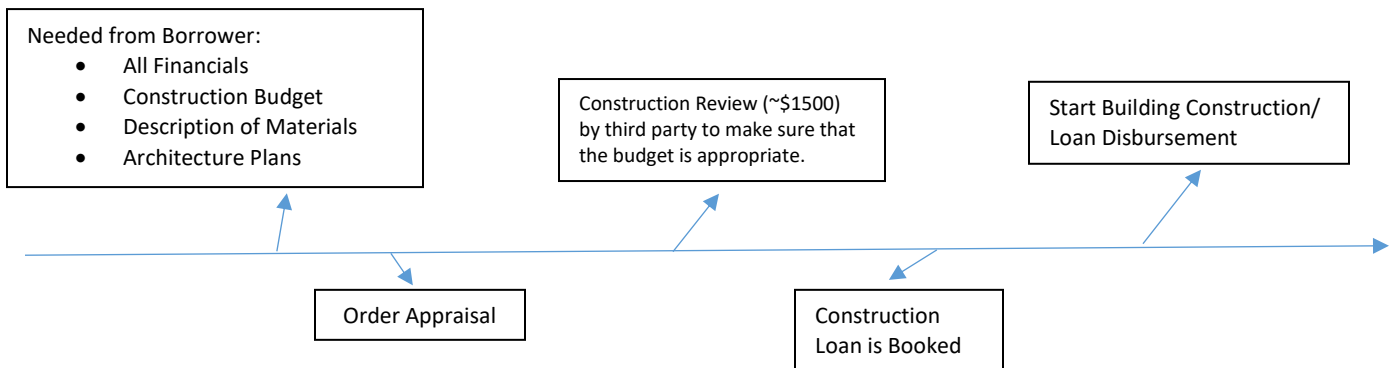 Needed from Borrower:
• All Financials
• Construction Budget
• Description of Materials
• Architecture Plans
Order Appraisal
Construction Review (~$1500)
by third party to make sure that
the budget is appropriate.
Construction
Loan is Booked
Start Building Construction/
Loan Disbursement